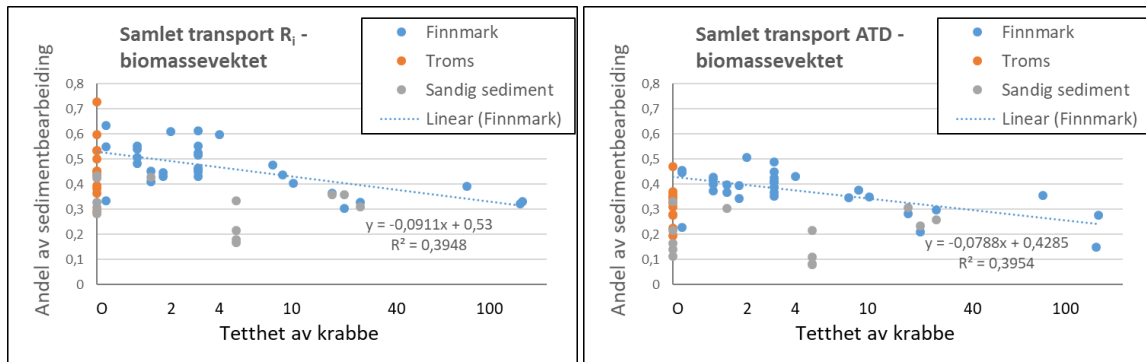 Samlet transport Ri -
biomassevektet
Finnmark
Troms
Sandig sediment
Linear (Finnmark)
Andel av sedimentbearbeiding
0,8
0,7
0,6
0,5
0,4
0,3
0,2
0,1
0
y = -0,0911x + 0,53
R² = 0,3948
O 2 4 10 40 100
Tetthet av krabbe
Samlet transport ATD -
biomassevektet
Finnmark
Troms
Sandig sediment
Linear (Finnmark)
Andel av sedimentbearbeiding
0,8
0,7
0,6
0,5
0,4
0,3
0,2
0,1
0
y = -0,0788x + 0,4285
R² = 0,3954
O 2 4 10 40 100
Tetthet av krabbe